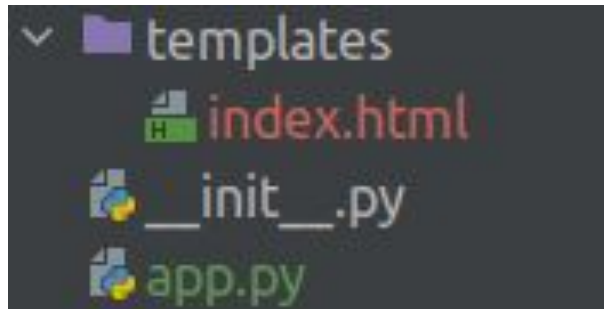 templates
H
index.html
__init__.py
app.py